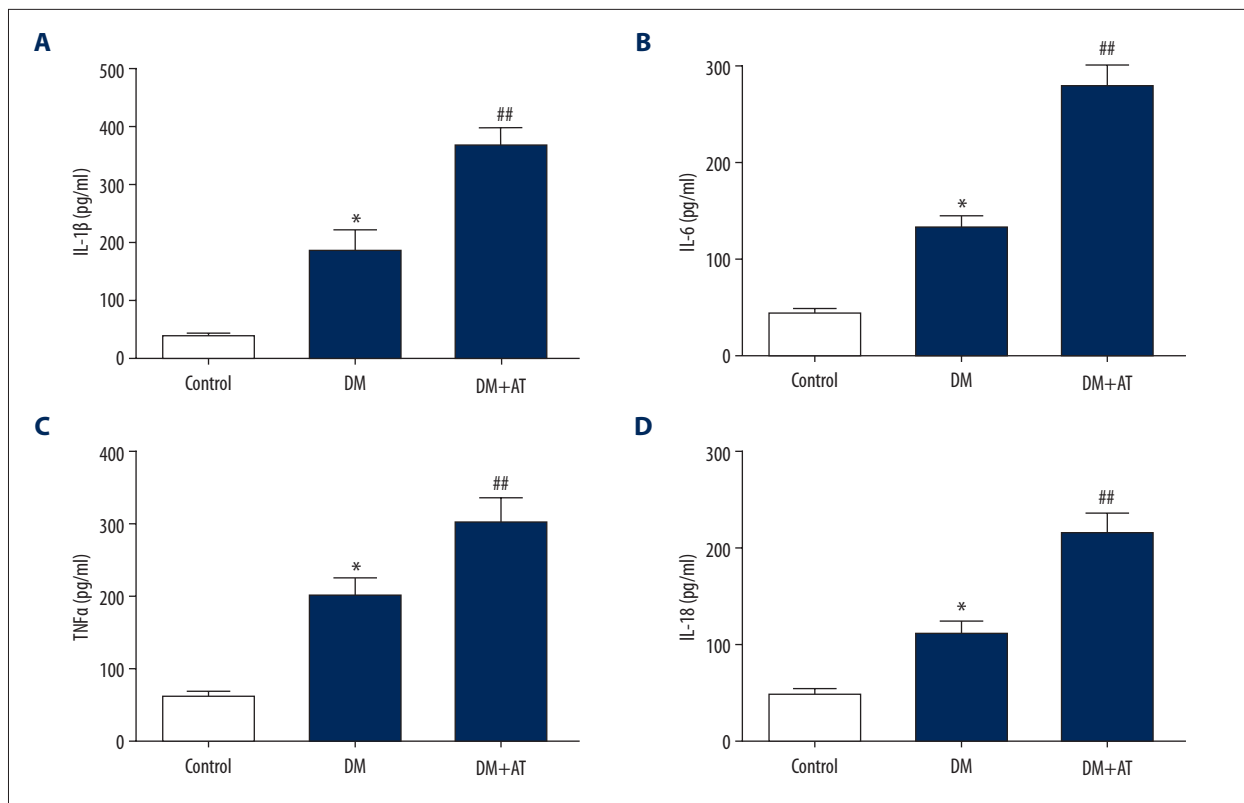 A
IL-1β (pg/ml)
500
400
300
200
100
0
*
##
Control DM DM+AT
B
IL-6 (pg/ml)
300
200
100
0
*
##
Control DM DM+AT
C
TNFα (pg/ml)
400
300
200
100
0
*
##
Control DM DM+AT
D
IL-18 (pg/ml)
300
200
100
0
*
##
Control DM DM+AT